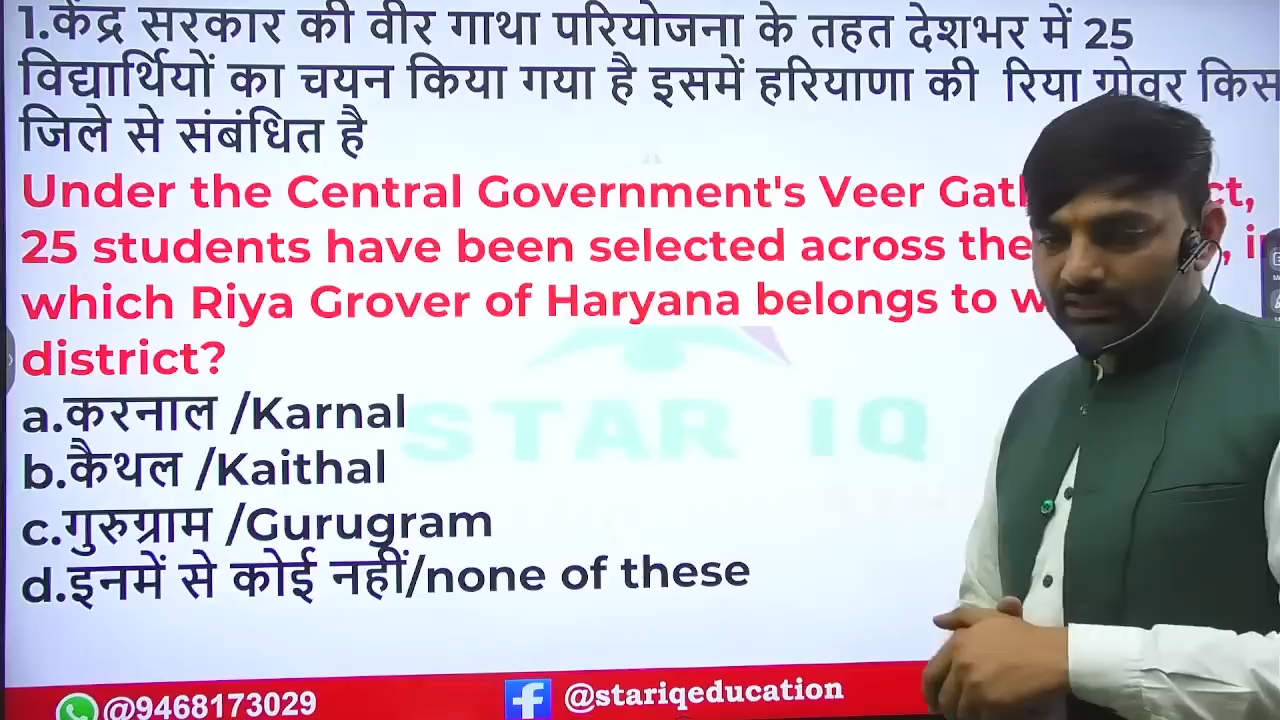 1.केंद्र सरकार की वीर गाथा परियोजना के तहत देशभर में 25
विद्यार्थियों का चयन किया गया है इसमें हरियाणा की रिया ग्रोवर किस
जिले से संबंधित है
Under the Central Government's Veer
25 students have been selected across the
which Riya Grover of Haryana belongs to
district?
a.करनाल /Karnal
b.कैथल /Kaithal
c.गुरुग्राम /Gurugram
d.इनमें से कोई नहीं/none of these
STAR IQ
@9468173029
@stariqeducation